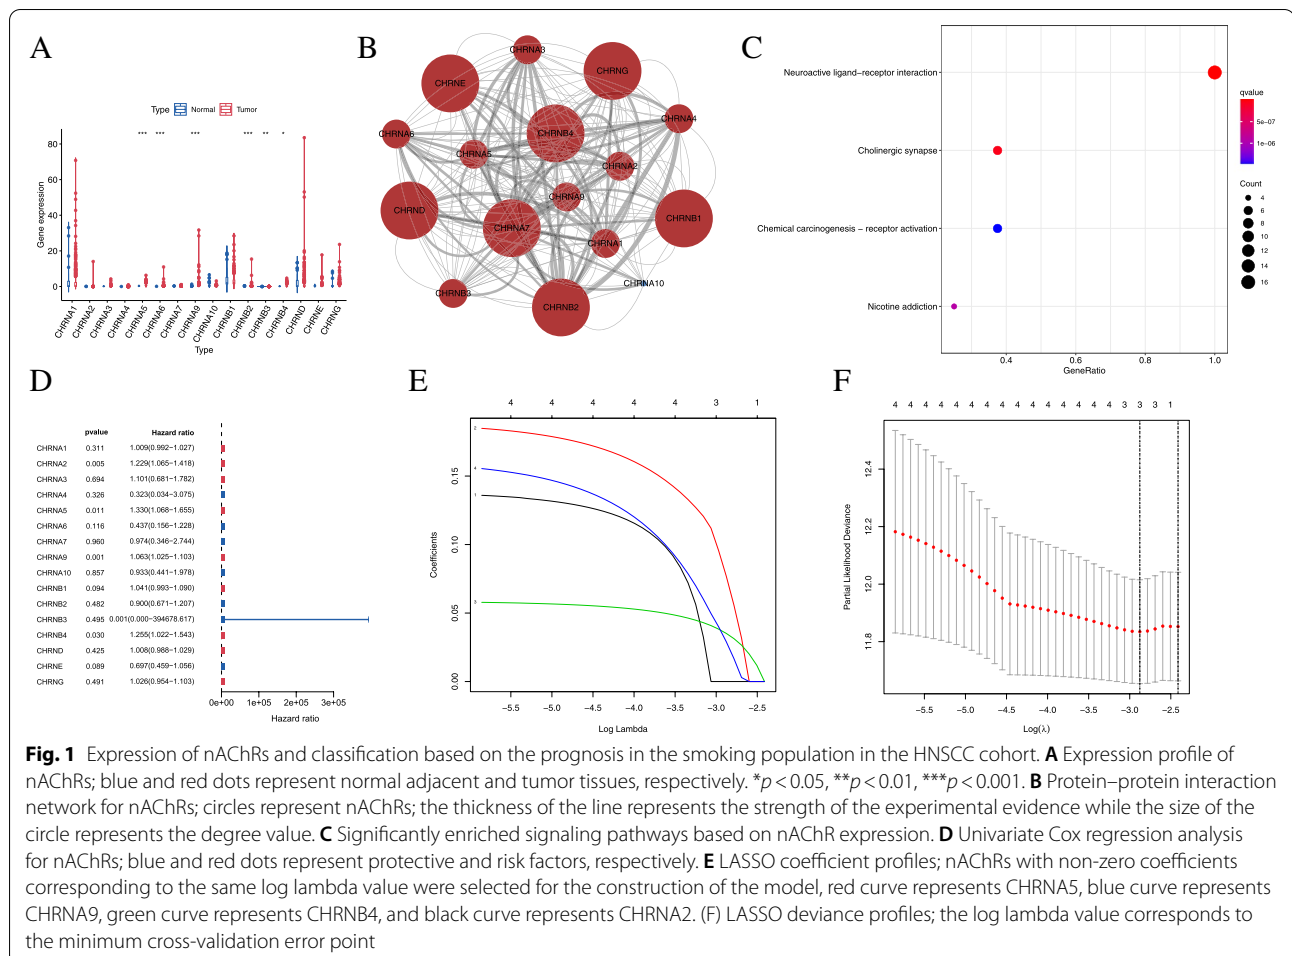 A
Type Normal Tumor
*** *** *** *** ** *
Gene expression
80
60
40
20
0
CHRNA1
CHRNA2
CHRNA3
CHRNA4
CHRNA5
CHRNA6
CHRNA7
CHRNA9
CHRNA10
CHRNB1
CHRNB2
CHRNB3
CHRNB4
CHRND
CHRNE
CHRNG
Type
B
CHRNA3
CHRNG
CHRNE
CHRNA4
CHRNA6
CHRNB4
CHRNA5
CHRNA2
CHRNA9
CHRND
CHRNB1
CHRNA7
CHRNA1
CHRNA10
CHRNB3
CHRNB2
C
Neuroactive ligand−receptor interaction
Cholinergic synapse
Chemical carcinogenesis − receptor activation
Nicotine addiction
0.4 0.6 0.8 1.0
GeneRatio
qvalue
5e−07
1e−06
Count
4
6
8
10
12
14
16
D
pvalue Hazard ratio
CHRNA1 0.311 1.009(0.992−1.027)
CHRNA2 0.005 1.229(1.065−1.418)
CHRNA3 0.694 1.101(0.681−1.782)
CHRNA4 0.326 0.323(0.034−3.075)
CHRNA5 0.011 1.330(1.068−1.655)
CHRNA6 0.116 0.437(0.156−1.228)
CHRNA7 0.960 0.974(0.346−2.744)
CHRNA9 0.001 1.063(1.025−1.103)
CHRNA10 0.857 0.933(0.441−1.978)
CHRNB1 0.094 1.041(0.993−1.090)
CHRNB2 0.482 0.900(0.671−1.207)
CHRNB3 0.495 0.001(0.000−394678.617)
CHRNB4 0.030 1.255(1.022−1.543)
CHRND 0.425 1.008(0.988−1.029)
CHRNE 0.089 0.697(0.459−1.056)
CHRNG 0.491 1.026(0.954−1.103)
0e+00 1e+05 2e+05 3e+05
Hazard ratio
E
4 4 4 4 3 1
Coefficients
0.15
0.10
0.05
0.00
2
4
1
3
−5.5 −5.0 −4.5 −4.0 −3.5 −3.0 −2.5
Log Lambda
F
4 4 4 4 4 4 4 4 4 4 4 4 4 4 4 3 3 3 1
Partial Likelihood Deviance
12.4
12.2
12.0
11.8
−5.5 −5.0 −4.5 −4.0 −3.5 −3.0 −2.5
Log(λ)
Fig. 1 Expression of nAChRs and classification based on the prognosis in the smoking population in the HNSCC cohort. A Expression profile of
nAChRs; blue and red dots represent normal adjacent and tumor tissues, respectively. *p < 0.05, **p < 0.01, ***p < 0.001. B Protein–protein interaction
network for nAChRs; circles represent nAChRs; the thickness of the line represents the strength of the experimental evidence while the size of the
circle represents the degree value. C Significantly enriched signaling pathways based on nAChR expression. D Univariate Cox regression analysis
for nAChRs; blue and red dots represent protective and risk factors, respectively. E LASSO coefficient profiles; nAChRs with non-zero coefficients
corresponding to the same log lambda value were selected for the construction of the model, red curve represents CHRNA5, blue curve represents
CHRNA9, green curve represents CHRNB4, and black curve represents CHRNA2. (F) LASSO deviance profiles; the log lambda value corresponds to
the minimum cross-validation error point